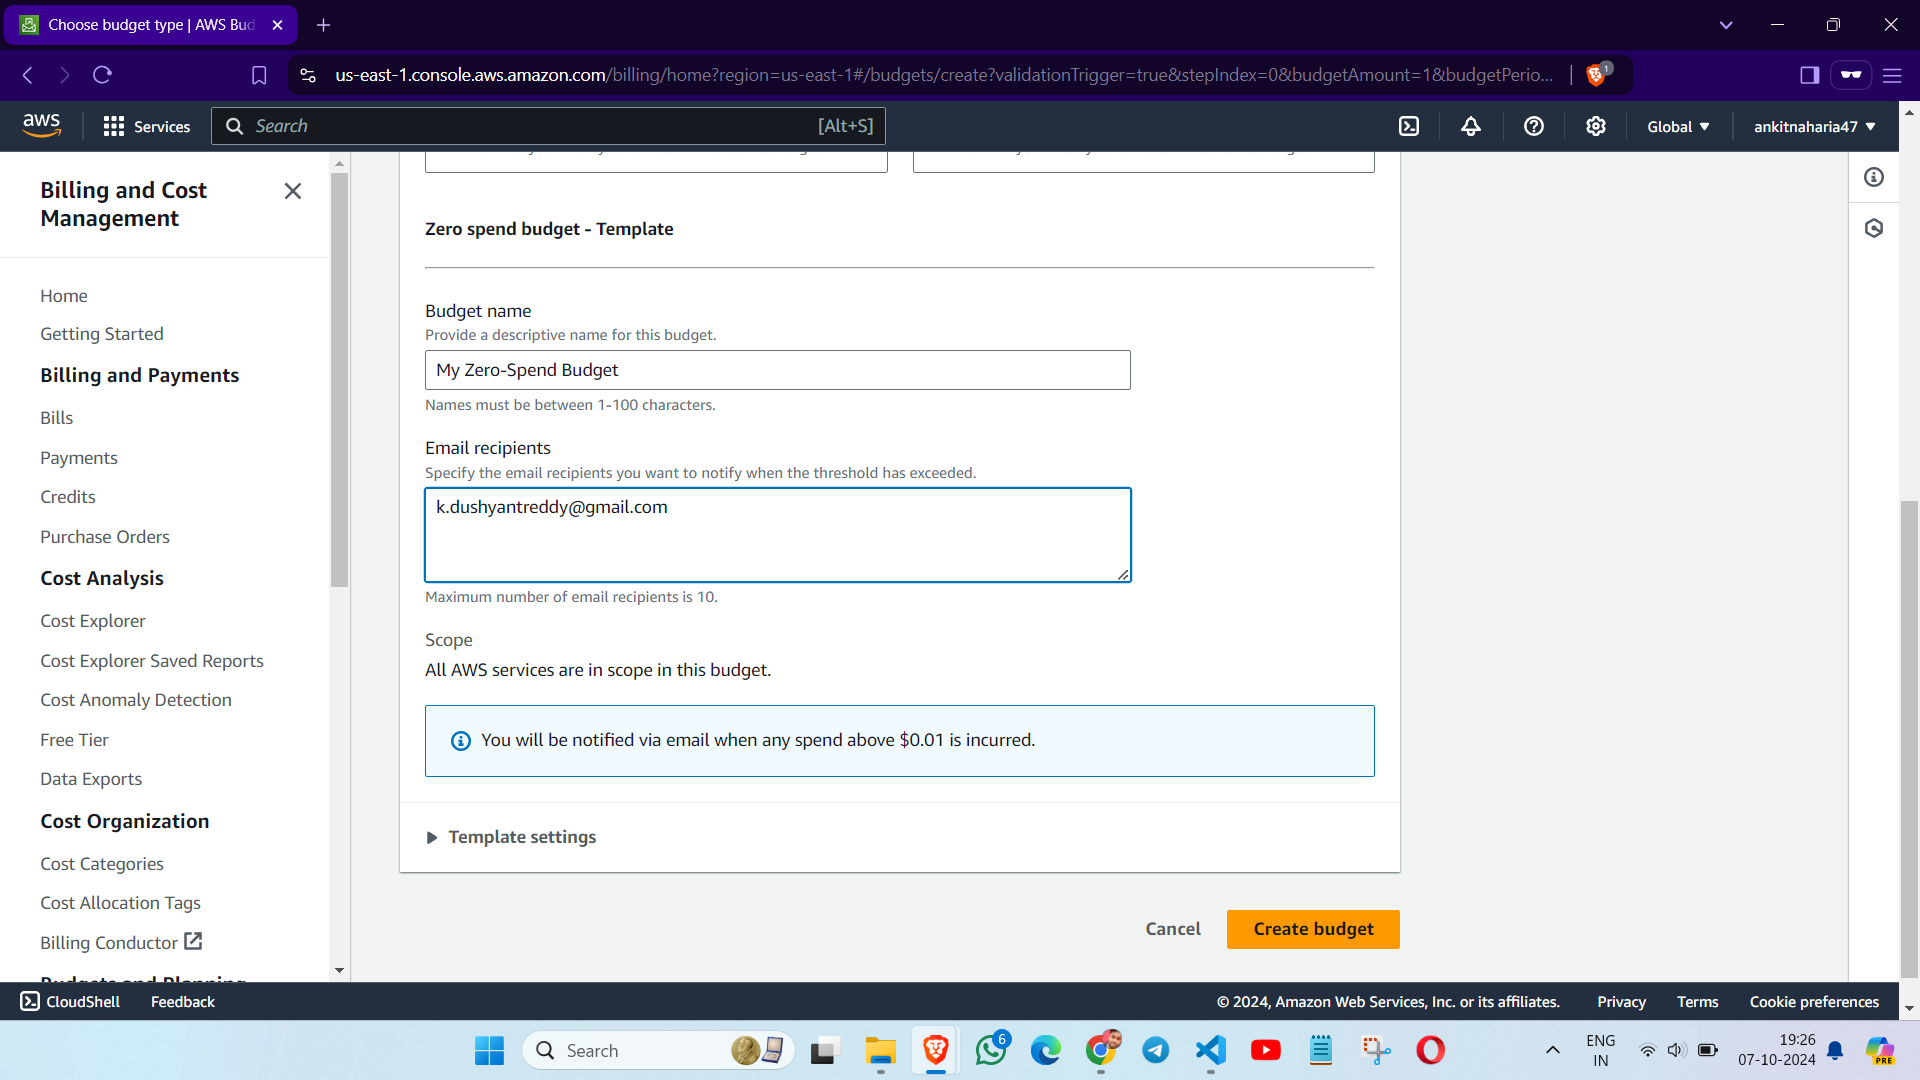 Choose budget type | AWS Bud
us-east-1.console.aws.amazon.com/billing/home?region=us-east-1#/budgets/create?validationTrigger=true&stepIndex=0&budgetAmount=1&budgetPerio...
1
aws
Services
Search
[Alt+S]
Global
ankitnaharia47
Billing and Cost
Management
Home
Getting Started
Billing and Payments
Bills
Payments
Credits
Purchase Orders
Cost Analysis
Cost Explorer
Cost Explorer Saved Reports
Cost Anomaly Detection
Free Tier
Data Exports
Cost Organization
Cost Categories
Cost Allocation Tags
Billing Conductor
Budgets and Planning
Zero spend budget - Template
Budget name
Provide a descriptive name for this budget.
My Zero-Spend Budget
Names must be between 1-100 characters.
Email recipients
Specify the email recipients you want to notify when the threshold has exceeded.
k.dushyantreddy@gmail.com
Maximum number of email recipients is 10.
Scope
All AWS services are in scope in this budget.
You will be notified via email when any spend above $0.01 is incurred.
Template settings
Cancel
Create budget
CloudShell
Feedback
© 2024, Amazon Web Services, Inc. or its affiliates.
Privacy
Terms
Cookie preferences
Search
6
ENG
IN
19:26
07-10-2024
PRE